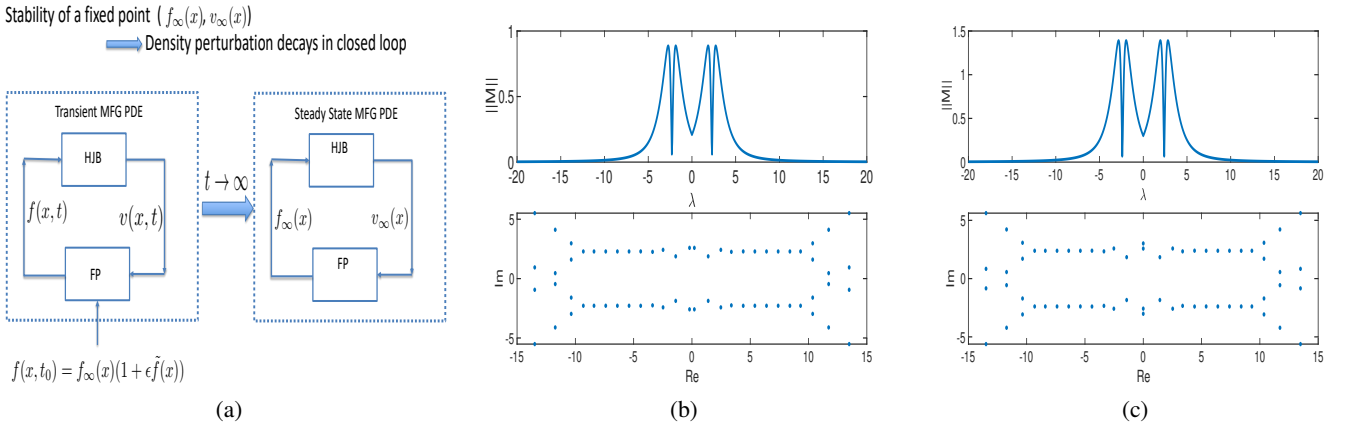 Stability of a fixed point ( f∞(x), v∞(x))
Density perturbation decays in closed loop
Transient MFG PDE
HJB
f(x, t)
v(x, t)
FP
t → ∞
Steady State MFG PDE
HJB
f∞(x)
v∞(x)
FP
f(x, t₀) = f∞(x)(1 + ϵf̃(x))
(a)
||M||
1
0.5
0
-20 -15 -10 -5 0 5 10 15 20
λ
Im
5
0
-5
-15 -10 -5 0 5 10 15
Re
(b)
||M||
1.5
1
0.5
0
-20 -15 -10 -5 0 5 10 15 20
λ
Im
5
0
-5
-15 -10 -5 0 5 10 15
Re
(c)